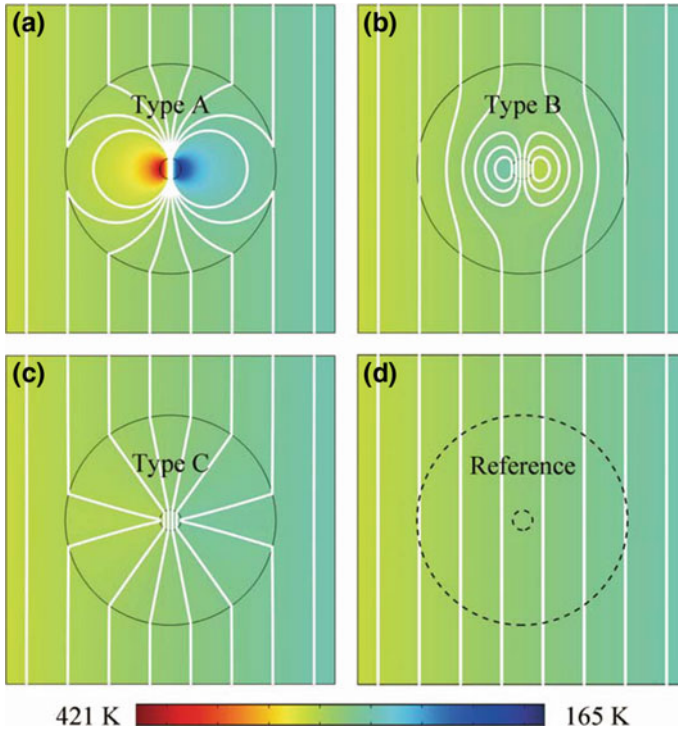 (a)
Type A
(b)
Type B
(c)
Type C
(d)
Reference
421 K
165 K